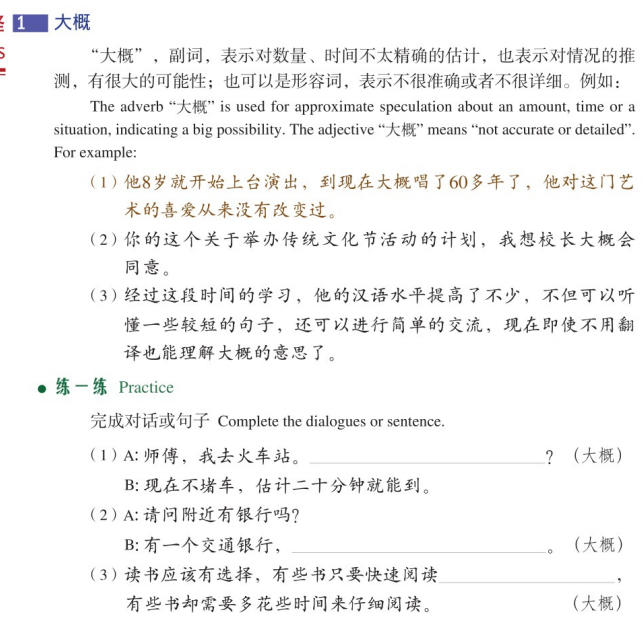 1 大概
“大概”，副词，表示对数量、时间不太精确的估计，也表示对情况的推
测，有很大的可能性；也可以是形容词，表示不很准确或者不很详细。例如：
The adverb “大概” is used for approximate speculation about an amount, time or a
situation, indicating a big possibility. The adjective “大概” means “not accurate or detailed”.
For example:
（1）他8岁就开始上台演出，到现在大概唱了60多年了，他对这门艺
术的喜爱从来没有改变过。
（2）你的这个关于举办传统文化节活动的计划，我想校长大概会
同意。
（3）经过这段时间的学习，他的汉语水平提高了不少，不但可以听
懂一些较短的句子，还可以进行简单的交流，现在即使不用翻
译也能理解大概的意思了。
● 练一练 Practice
完成对话或句子 Complete the dialogues or sentence.
（1）A: 师傅，我去火车站。____________________？（大概）
B: 现在不堵车，估计二十分钟就能到。
（2）A: 请问附近有银行吗？
B: 有一个交通银行，____________________。（大概）
（3）读书应该有选择，有些书只要快速阅读____________________，
有些书却需要多花些时间来仔细阅读。（大概）